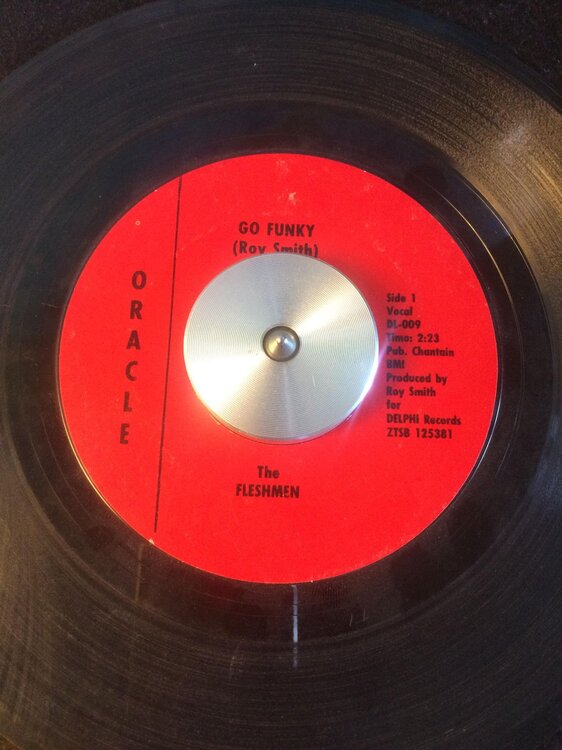 GO FUNKY
(Roy Smith)
ORACLE
Side 1
Vocal
DL-009
Time: 2:23
Pub. Chantain
BMI
Produced by
Roy Smith
for
DELPHI Records
ZTSB 125381
The
FLESHMEN